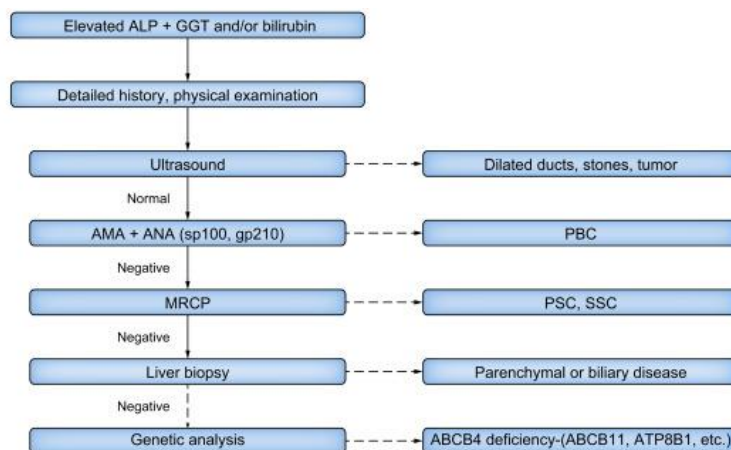 Elevated ALP + GGT and/or bilirubin
Detailed history, physical examination
Ultrasound
Dilated ducts, stones, tumor
Normal
AMA + ANA (sp100, gp210)
PBC
Negative
MRCP
PSC, SSC
Negative
Liver biopsy
Parenchymal or biliary disease
Negative
Genetic analysis
ABCB4 deficiency-(ABCB11, ATP8B1, etc.)